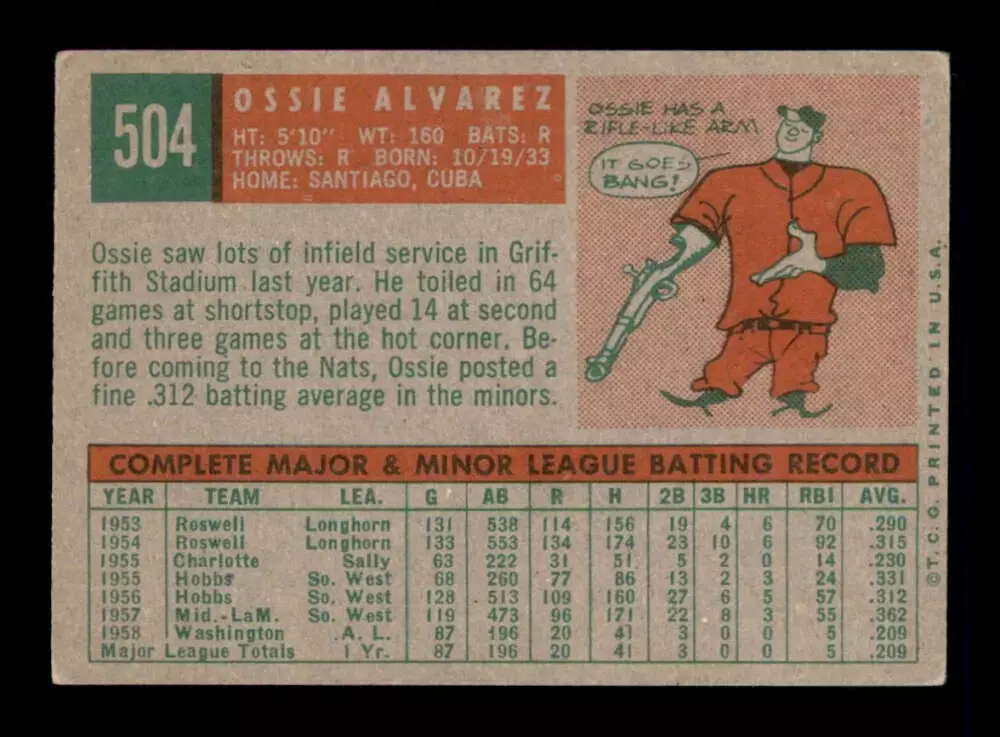 504
OSSIE ALVAREZ
HT: 5'10" WT: 160 BATS: R
THROWS: R BORN: 10/19/33
HOME: SANTIAGO, CUBA
OSSIE HAS A
RIFLE-LIKE ARM
IT GOES
BANG!
Ossie saw lots of infield service in Grif-
fith Stadium last year. He toiled in 64
games at shortstop, played 14 at second
and three games at the hot corner. Be-
fore coming to the Nats, Ossie posted a
fine .312 batting average in the minors.
COMPLETE MAJOR & MINOR LEAGUE BATTING RECORD
YEAR TEAM LEA. G AB R H 2B 3B HR RBI AVG.
1953 Roswell Longhorn 131 538 114 156 19 4 6 70 .290
1954 Roswell Longhorn 133 553 134 174 23 10 6 92 .315
1955 Charlotte Sally 63 222 31 51 5 2 0 14 .230
1955 Hobbs So. West 68 260 77 86 13 2 3 24 .331
1956 Hobbs So. West 128 513 109 160 27 6 5 57 .312
1957 Mid.-LaM. So. West 119 473 96 171 22 8 3 55 .362
1958 Washington A. L. 87 196 20 41 3 0 0 5 .209
Major League Totals 1 Yr. 87 196 20 41 3 0 0 5 .209
©T. C. G. PRINTED IN U.S.A.